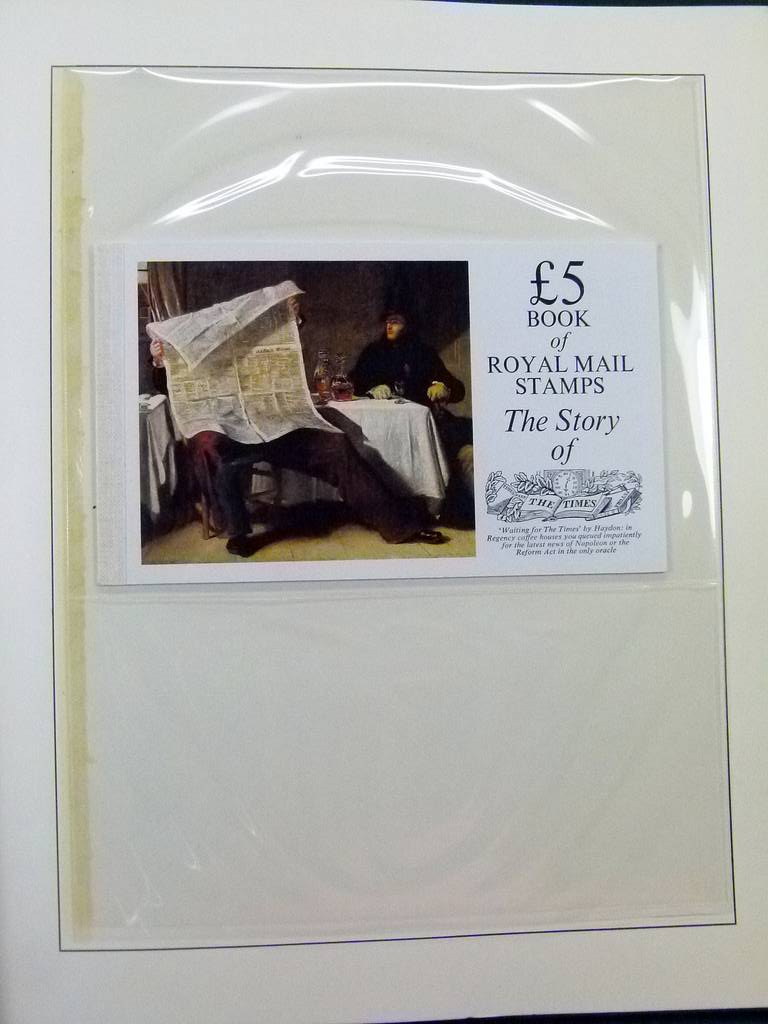 £5
BOOK
of
ROYAL MAIL
STAMPS
The Story
of
THE TIMES
'Waiting for The Times' by Haydon: in
Regency coffee houses you queued impatiently
for the latest news of Napoleon or the
Reform Act in the only oracle